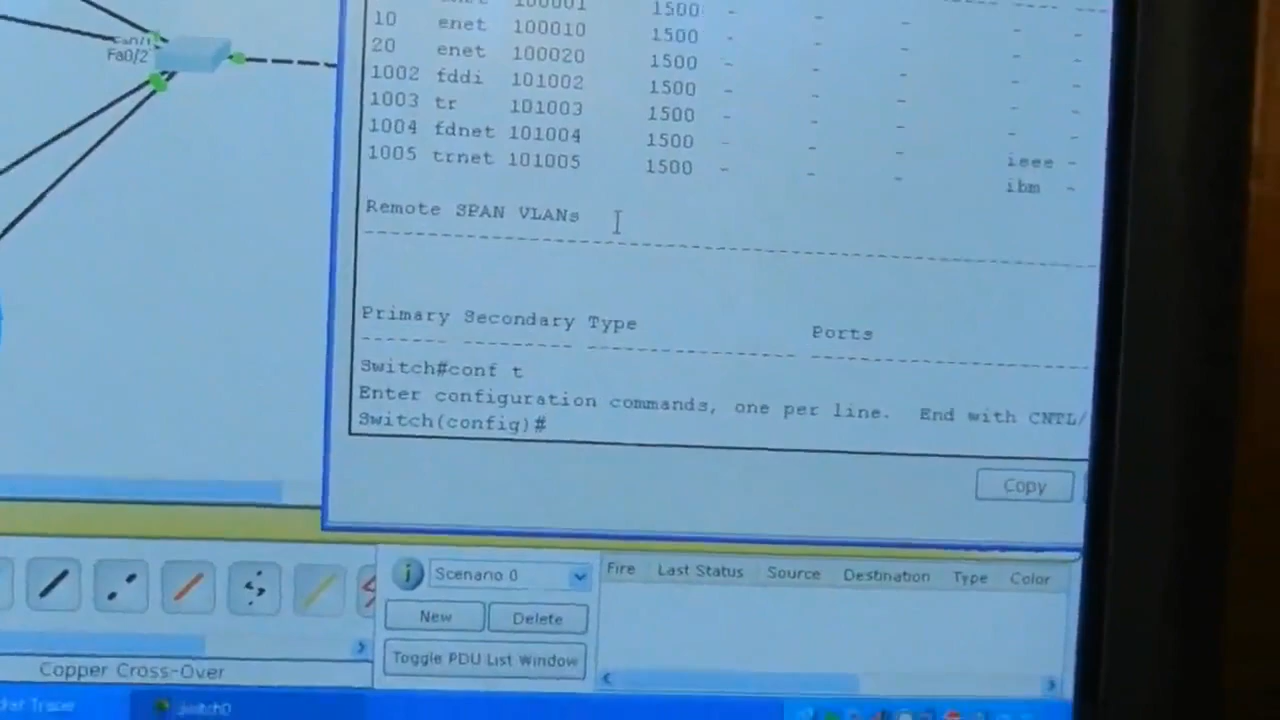 100001 1500 - - - - -
10 enet 100010 1500 - - - - -
20 enet 100020 1500 - - - - -
1002 fddi 101002 1500 - - - - -
1003 tr 101003 1500 - - - - -
1004 fdnet 101004 1500 - - - ieee -
1005 trnet 101005 1500 - - - ibm -
Remote SPAN VLANs
Primary Secondary Type Ports
Switch#conf t
Enter configuration commands, one per line. End with CNTL/
Switch(config)#
Fa0/2
Copy
Scenario 0
New
Delete
Toggle PDU List Window
Fire Last Status Source Destination Type Color
Copper Cross-Over
Tracer